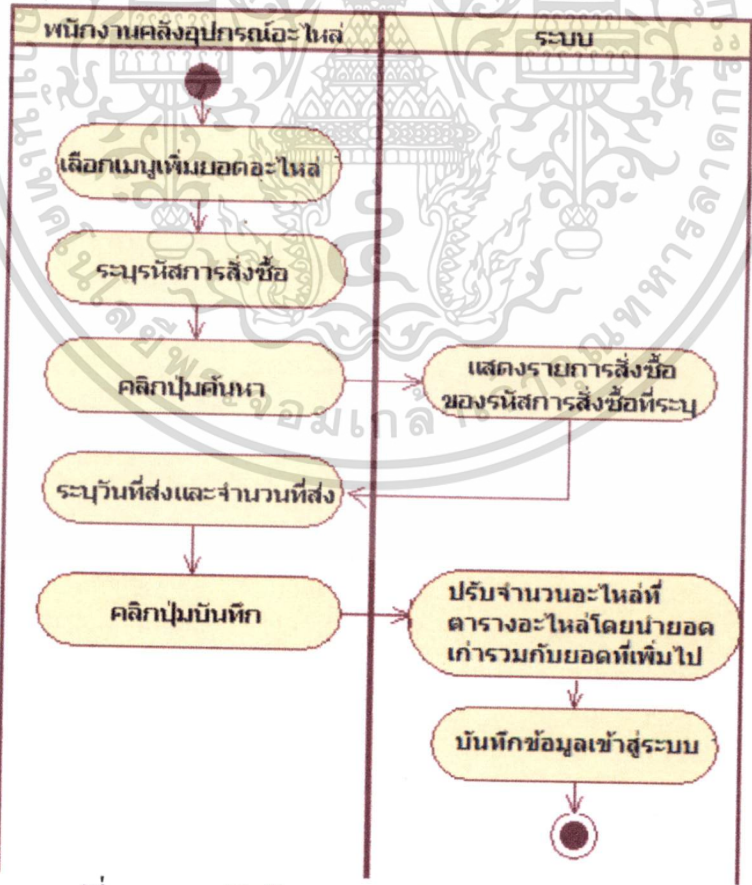 พนักงานคลังอุปกรณ์อะไหล่
ระบบ
เลือกเมนูเพิ่มยอดอะไหล่
ระบุรหัสการสั่งซื้อ
คลิกปุ่มค้นหา
แสดงรายการสั่งซื้อ
ของรหัสการสั่งซื้อที่ระบุ
ระบุวันที่ส่งและจำนวนที่ส่ง
คลิกปุ่มบันทึก
ปรับจำนวนอะไหล่ที่
ตารางอะไหล่โดยนำยอด
เก่ารวมกับยอดที่เพิ่มไป
บันทึกข้อมูลเข้าสู่ระบบ